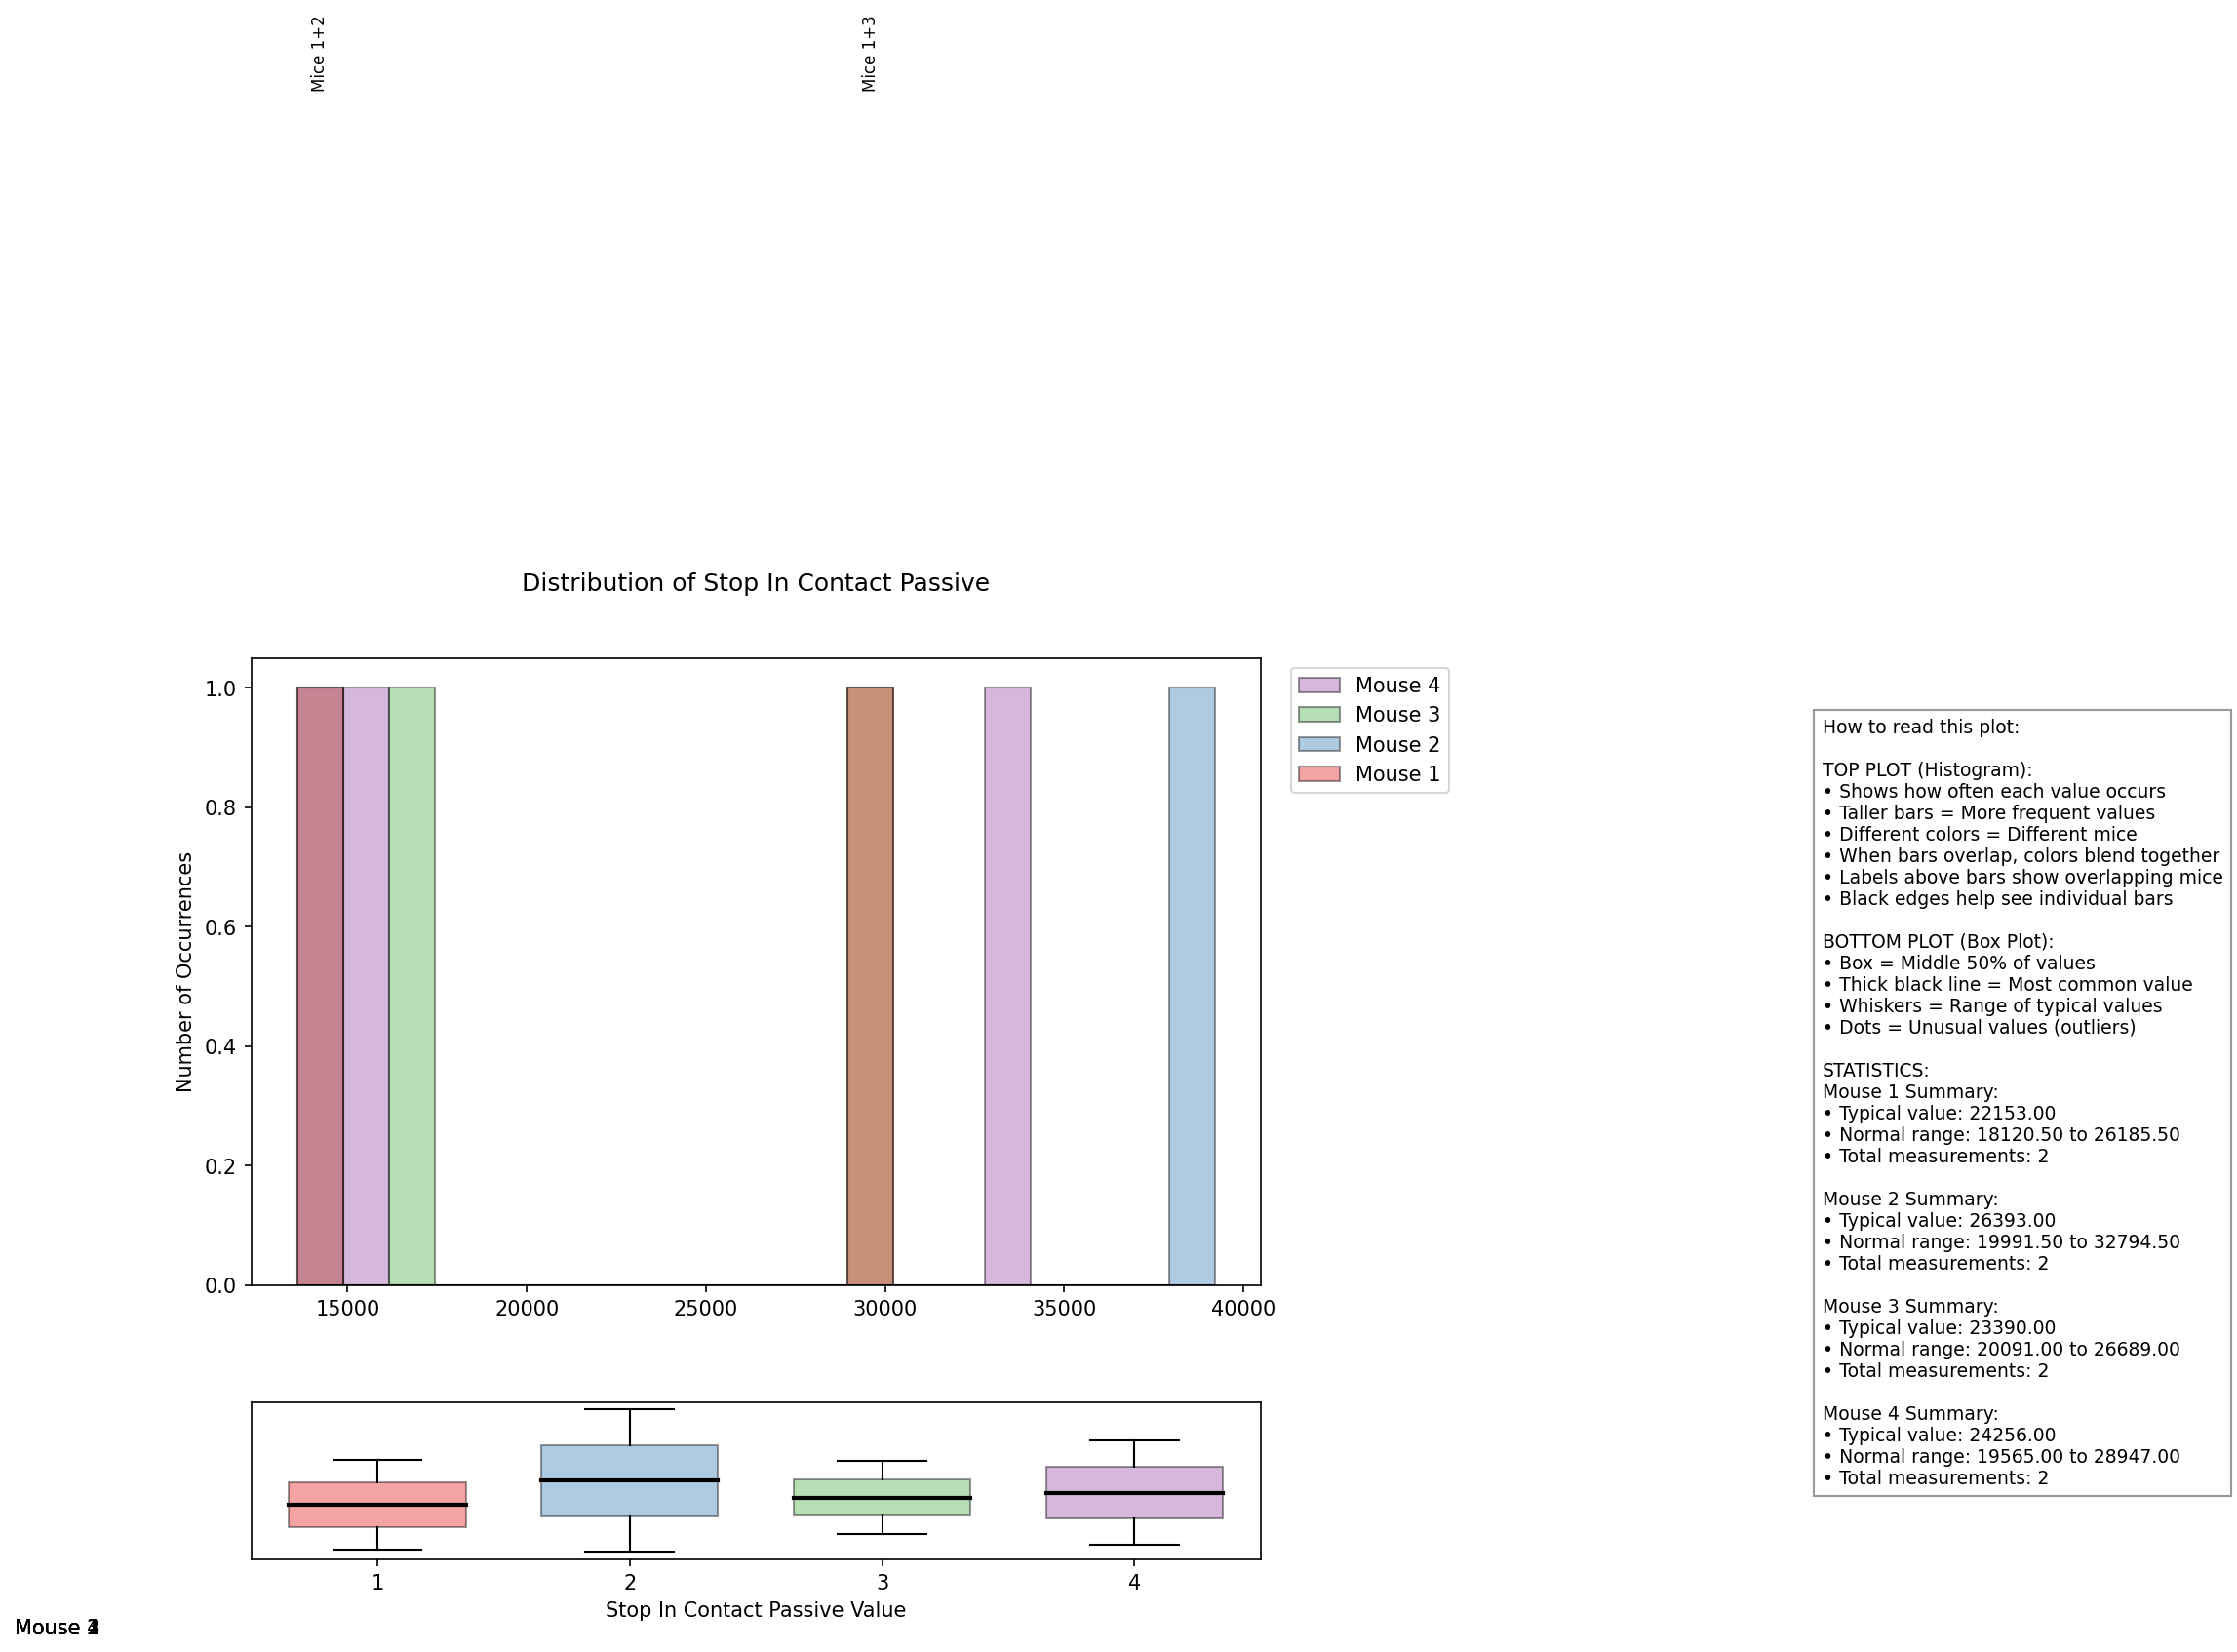 Mice 1+2
Mice 1+3
Distribution of Stop In Contact Passive
Number of Occurrences
1.0
0.8
0.6
0.4
0.2
0.0
15000 20000 25000 30000 35000 40000
Mouse 4
Mouse 3
Mouse 2
Mouse 1
1 2 3 4
Stop In Contact Passive Value
Mouse
How to read this plot:
TOP PLOT (Histogram):
• Shows how often each value occurs
• Taller bars = More frequent values
• Different colors = Different mice
• When bars overlap, colors blend together
• Labels above bars show overlapping mice
• Black edges help see individual bars
BOTTOM PLOT (Box Plot):
• Box = Middle 50% of values
• Thick black line = Most common value
• Whiskers = Range of typical values
• Dots = Unusual values (outliers)
STATISTICS:
Mouse 1 Summary:
• Typical value: 22153.00
• Normal range: 18120.50 to 26185.50
• Total measurements: 2
Mouse 2 Summary:
• Typical value: 26393.00
• Normal range: 19991.50 to 32794.50
• Total measurements: 2
Mouse 3 Summary:
• Typical value: 23390.00
• Normal range: 20091.00 to 26689.00
• Total measurements: 2
Mouse 4 Summary:
• Typical value: 24256.00
• Normal range: 19565.00 to 28947.00
• Total measurements: 2